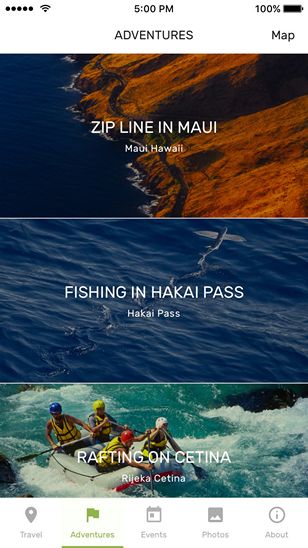 5:00 PM
100%
ADVENTURES
Map
ZIP LINE IN MAUI
Maui Hawaii
FISHING IN HAKAI PASS
Hakai Pass
RAFTING ON CETINA
Rijeka Cetina
Travel
Adventures
Events
Photos
About